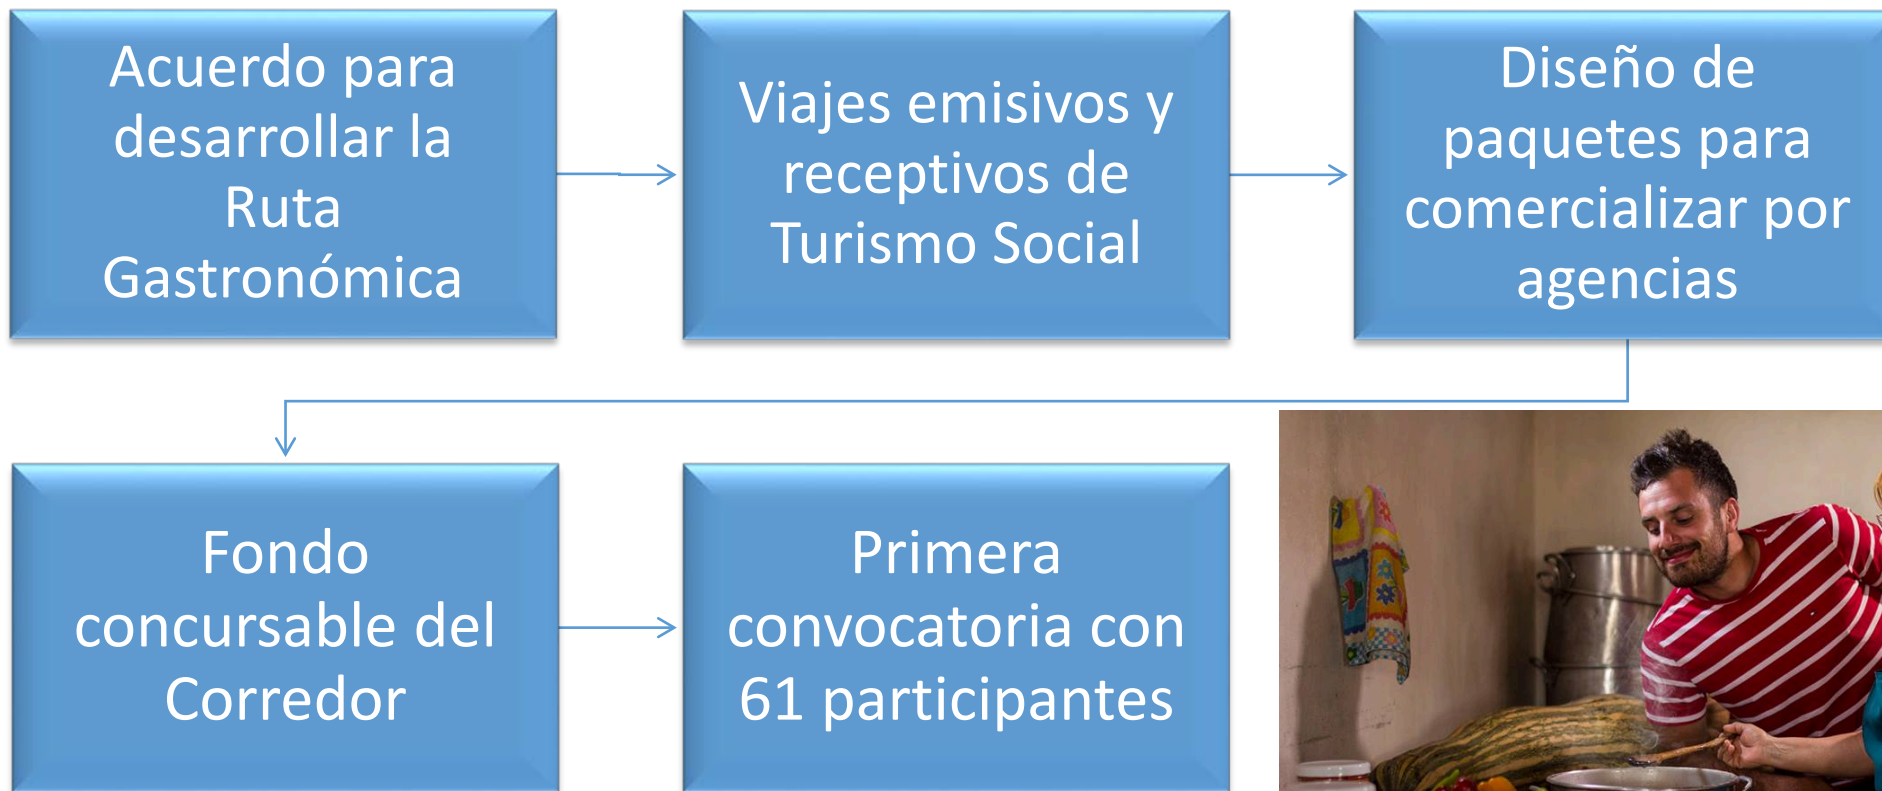 Acuerdo para
desarrollar la
Ruta
Gastronómica
Viajes emisivos y
receptivos de
Turismo Social
Diseño de
paquetes para
comercializar por
agencias
Fondo
concursable del
Corredor
Primera
convocatoria con
61 participantes